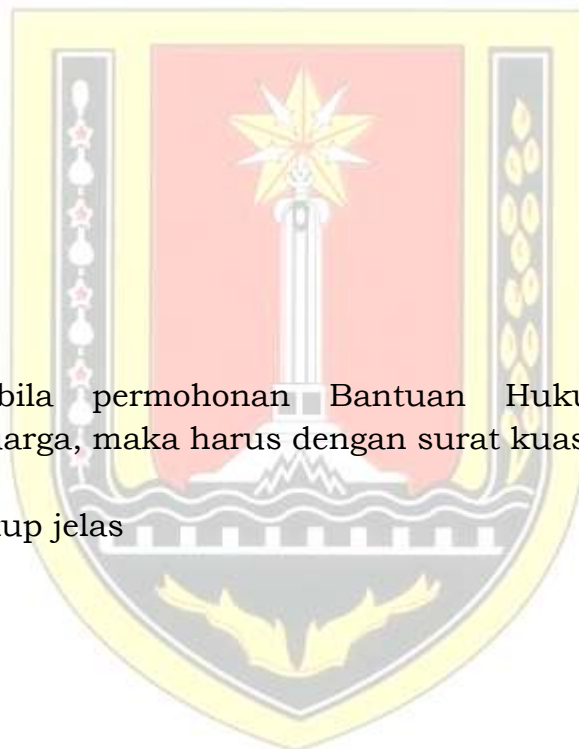 bila permohonan Bantuan Huku
arga, maka harus dengan surat kuas
up jelas